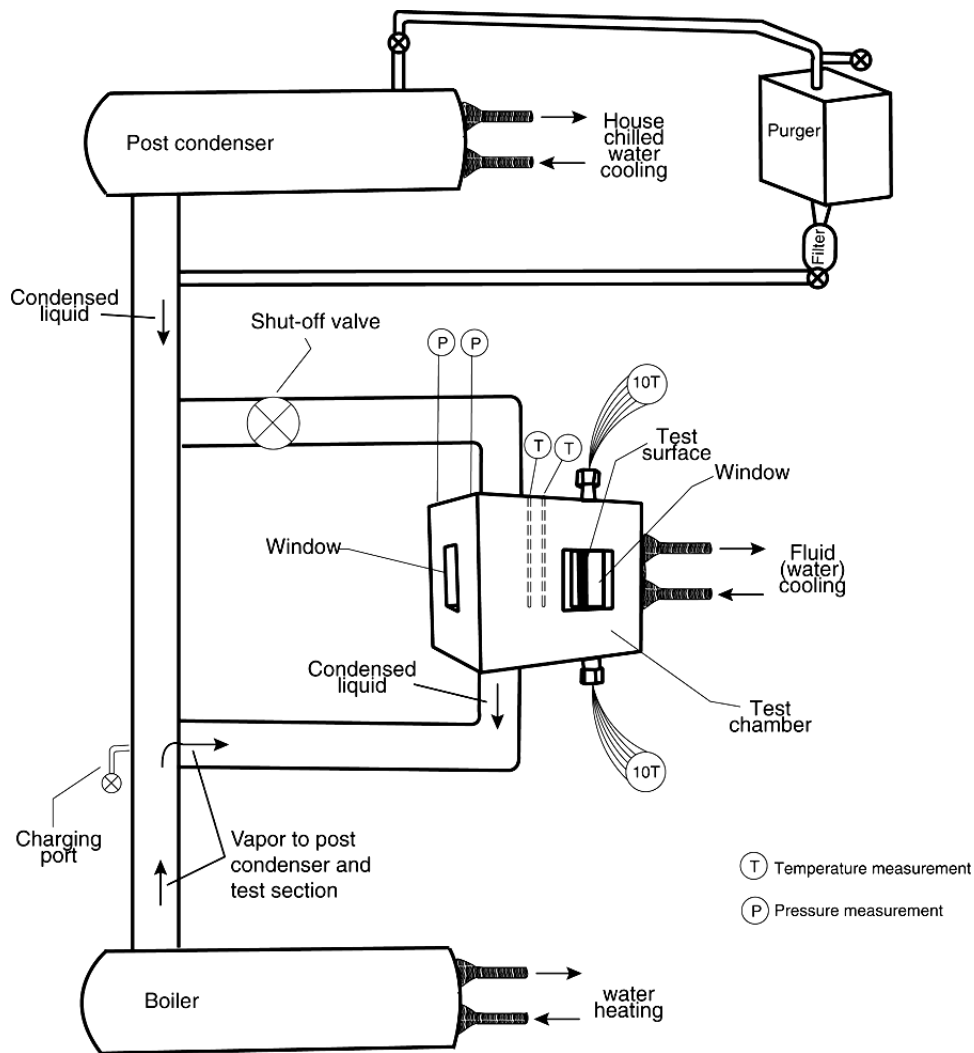 Post condenser
House
chilled
water
cooling
Purger
Filter
Condensed
liquid
Shut-off valve
P
P
10T
T
T
Test
surface
Window
Window
Fluid
(water)
cooling
Condensed
liquid
Test
chamber
10T
Charging
port
Vapor to post
condenser and
test section
T Temperature measurement
P Pressure measurement
Boiler
water
heating